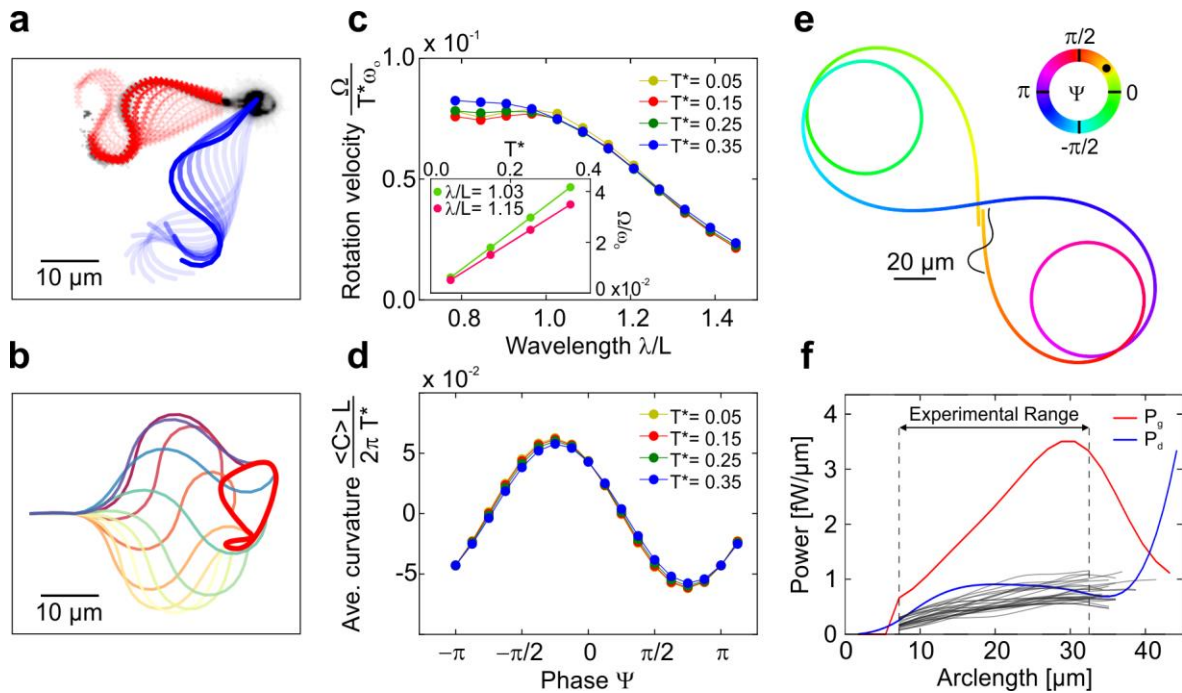 a
10 µm
b
10 µm
c
x 10⁻¹
Rotation velocity Ω/T*ω₀
1.0
0.5
0.0
T*= 0.05
T*= 0.15
T*= 0.25
T*= 0.35
T*
0.0 0.2 0.4
λ/L= 1.03
λ/L= 1.15
4
2
0 x10⁻²
Ω/ω₀
0.8 1.0 1.2 1.4
Wavelength λ/L
d
x 10⁻²
Ave. curvature <C> L/2π T*
5
0
-5
T*= 0.05
T*= 0.15
T*= 0.25
T*= 0.35
−π −π/2 0 π/2 π
Phase Ψ
e
π/2
π Ψ 0
-π/2
20 µm
f
Power [fW/µm]
4
3
2
1
0
Experimental Range
P_g
P_d
0 10 20 30 40
Arclength [µm]